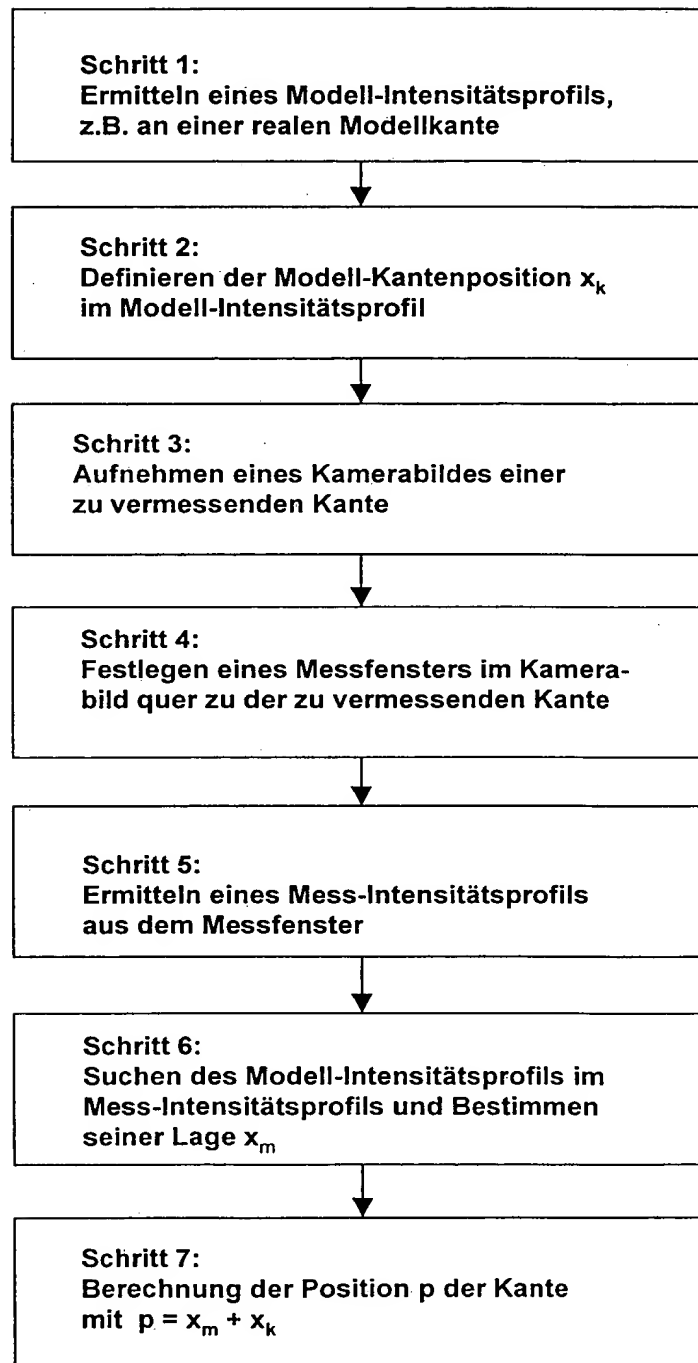 Schritt 1:
Ermitteln eines Modell-Intensitätsprofils,
z.B. an einer realen Modellkante
Schritt 2:
Definieren der Modell-Kantenposition xₖ
im Modell-Intensitätsprofil
Schritt 3:
Aufnehmen eines Kamerabildes einer
zu vermessenden Kante
Schritt 4:
Festlegen eines Messfensters im Kamera-
bild quer zu der zu vermessenden Kante
Schritt 5:
Ermitteln eines Mess-Intensitätsprofils
aus dem Messfenster
Schritt 6:
Suchen des Modell-Intensitätsprofils im
Mess-Intensitätsprofils und Bestimmen
seiner Lage xₘ
Schritt 7:
Berechnung der Position p der Kante
mit p = xₘ + xₖ